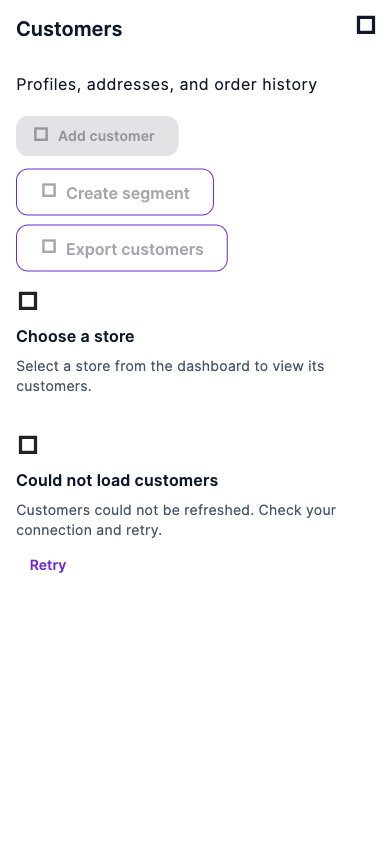 Customers
Profiles, addresses, and order history
Add customer
Create segment
Export customers
Choose a store
Select a store from the dashboard to view its
customers.
Could not load customers
Customers could not be refreshed. Check your
connection and retry.
Retry